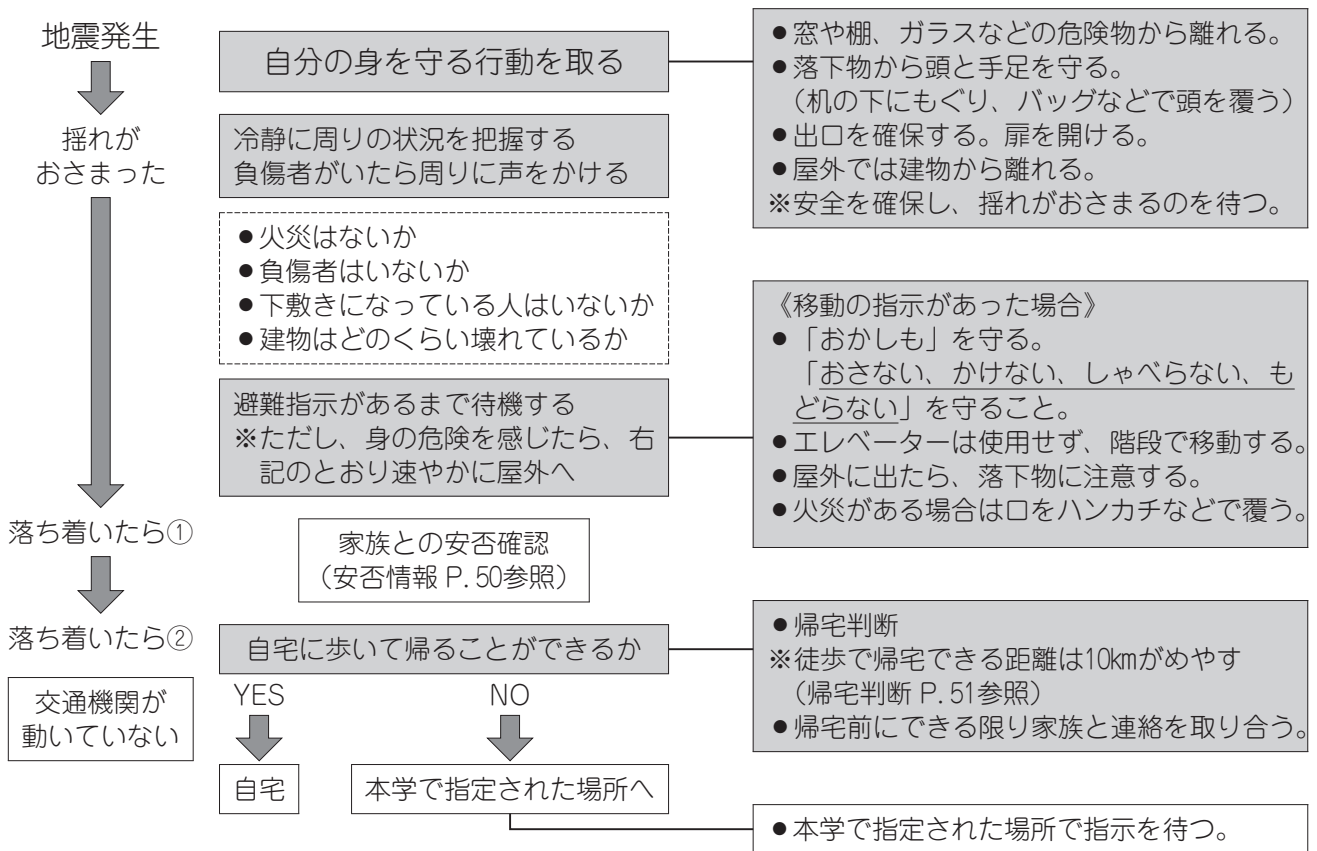 地震発生
自分の身を守る行動を取る
●窓や棚、ガラスなどの危険物から離れる。
●落下物から頭と手足を守る。
（机の下にもぐり、バッグなどで頭を覆う）
●出口を確保する。扉を開ける。
●屋外では建物から離れる。
※安全を確保し、揺れがおさまるのを待つ。
揺れが
おさまった
冷静に周りの状況を把握する
負傷者がいたら周りに声をかける
●火災はないか
●負傷者はいないか
●下敷きになっている人はいないか
●建物はどのくらい壊れているか
避難指示があるまで待機する
※ただし、身の危険を感じたら、右
記のとおり速やかに屋外へ
《移動の指示があった場合》
●「おかしも」を守る。
「おさない、かけない、しゃべらない、も
どらない」を守ること。
●エレベーターは使用せず、階段で移動する。
●屋外に出たら、落下物に注意する。
●火災がある場合は口をハンカチなどで覆う。
落ち着いたら①
家族との安否確認
（安否情報 P.50参照）
落ち着いたら②
自宅に歩いて帰ることができるか
●帰宅判断
※徒歩で帰宅できる距離は10㎞がめやす
（帰宅判断 P.51参照）
●帰宅前にできる限り家族と連絡を取り合う。
交通機関が
動いていない
YES
NO
自宅
本学で指定された場所へ
●本学で指定された場所で指示を待つ。